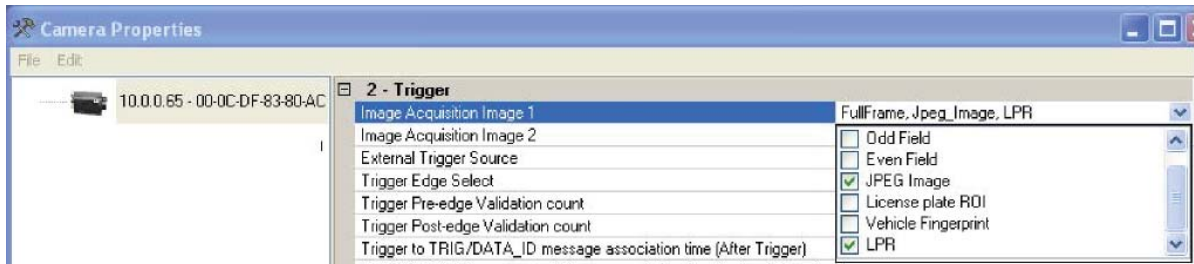 Camera Properties
File Edit
10.0.0.65 - 00-0C-DF-83-80-AC
2 - Trigger
Image Acquisition Image 1 FullFrame, Jpeg_Image, LPR
Image Acquisition Image 2 Odd Field
External Trigger Source Even Field
Trigger Edge Select JPEG Image
Trigger Pre-edge Validation count License plate ROI
Trigger Post-edge Validation count Vehicle Fingerprint
Trigger to TRIG/DATA_ID message association time (After Trigger) LPR